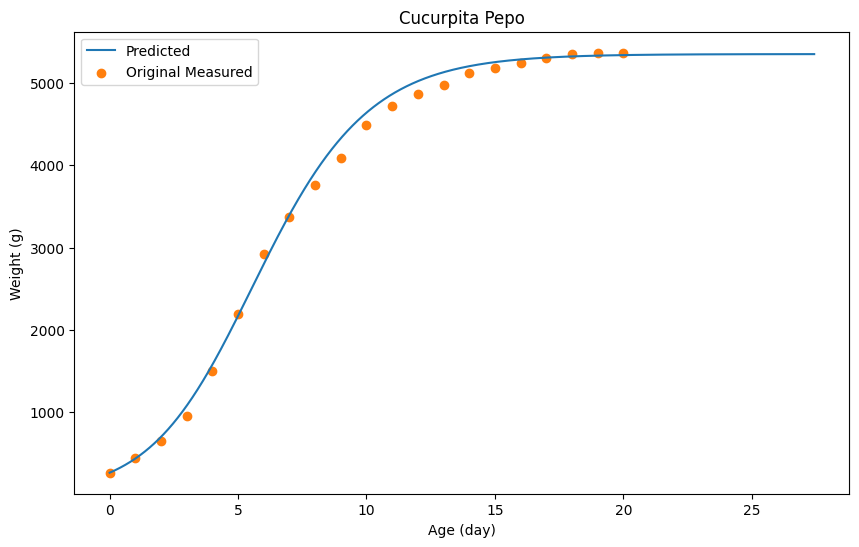 Cucurpita Pepo
Predicted
Original Measured
5000
4000
3000
2000
1000
Weight (g)
0 5 10 15 20 25
Age (day)